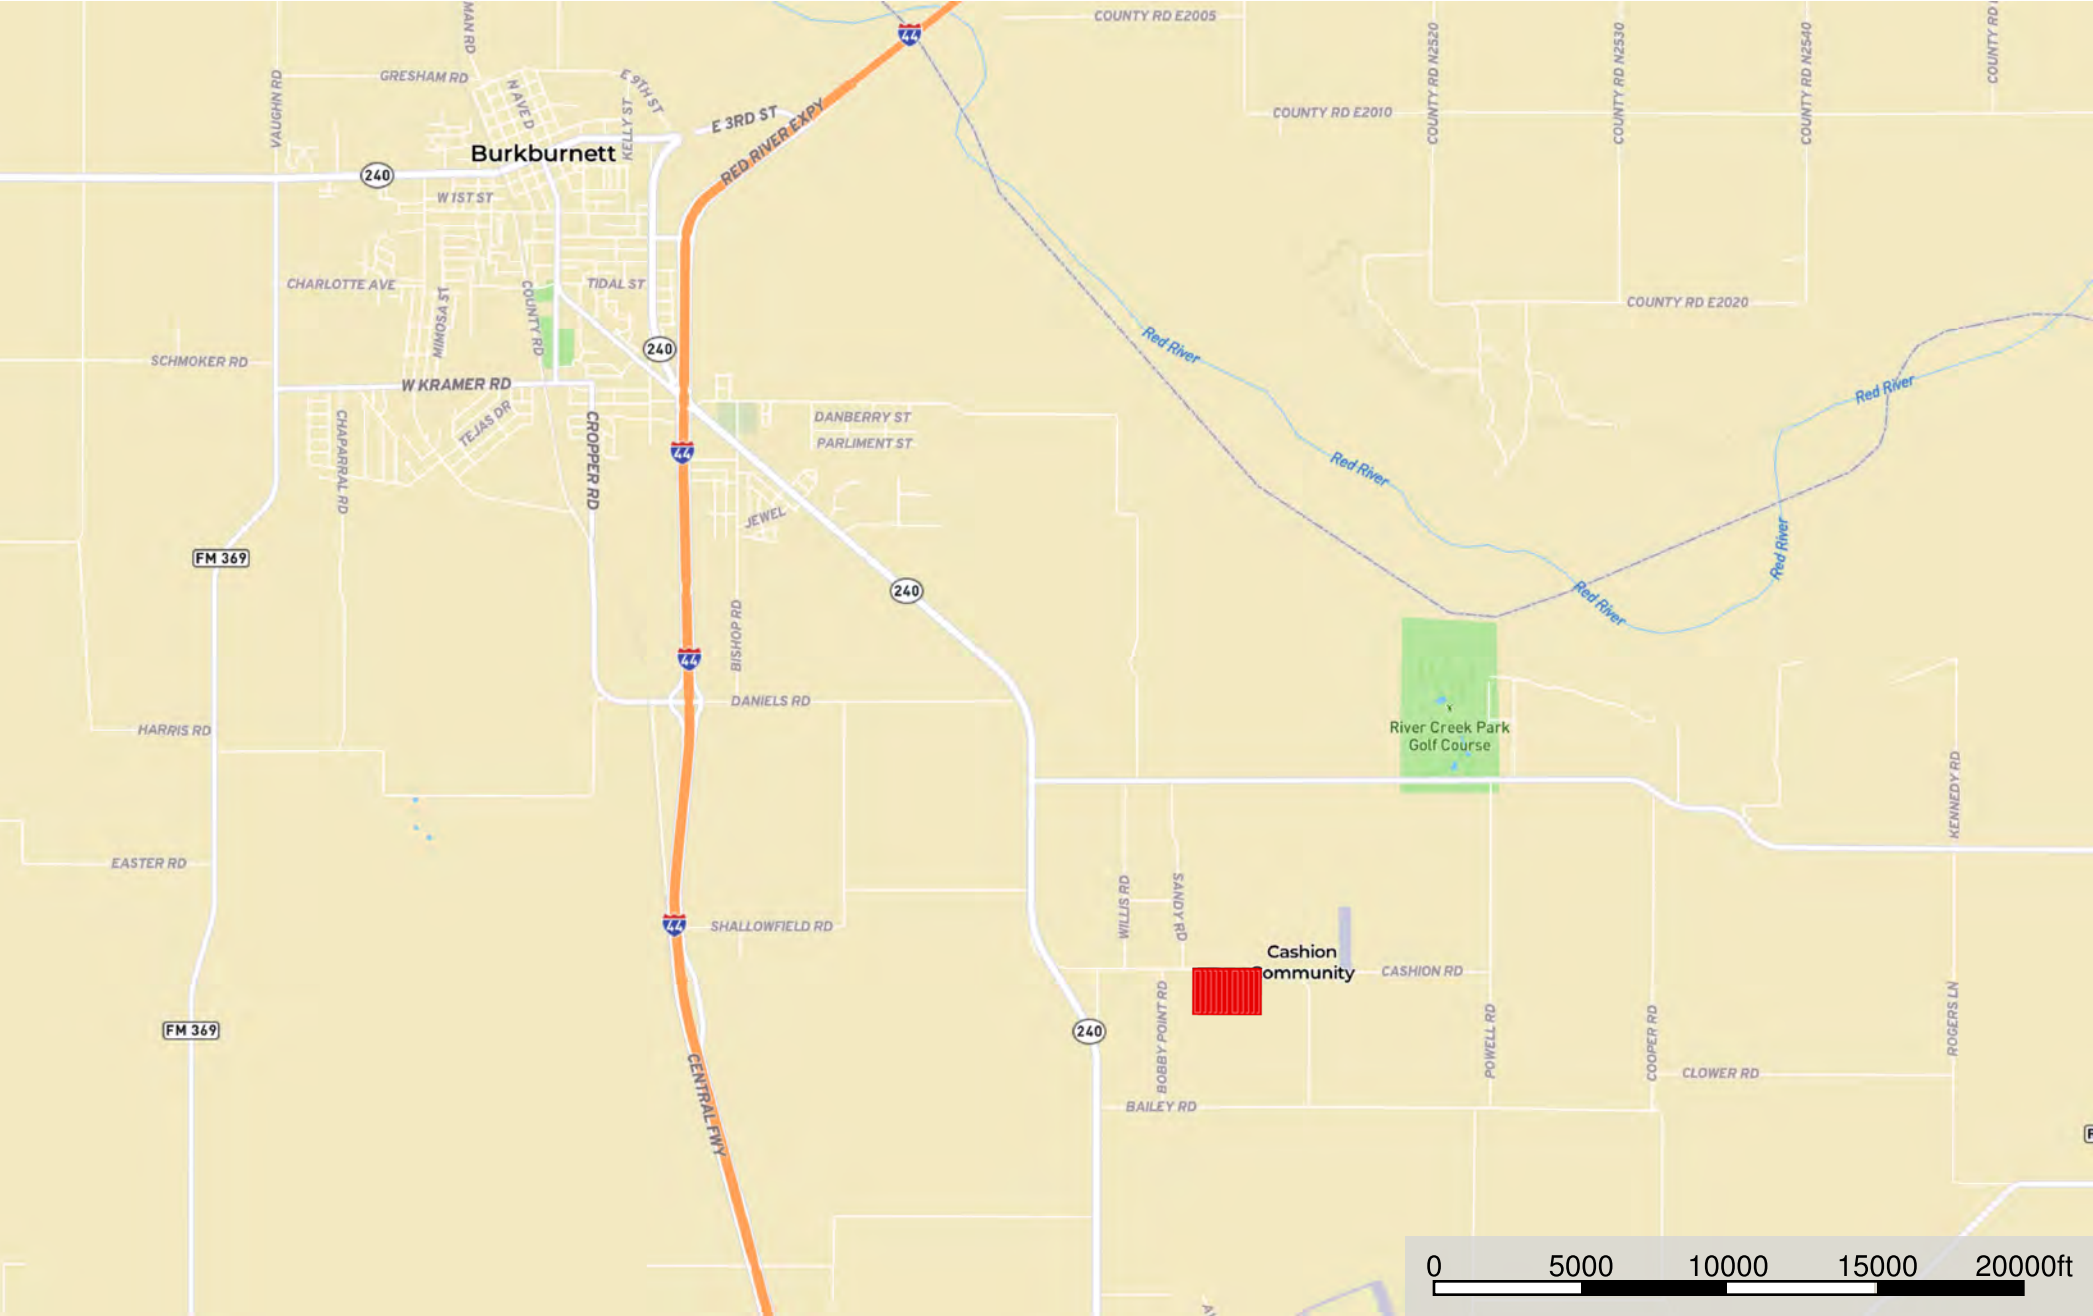 COUNTY RD E2005
44
MAN RD
GRESHAM RD
E 9TH ST
VAUGHN RD
N AVE D
KELLY ST
E 3RD ST
RED RIVER EXPY
COUNTY RD E2010
COUNTY RD N2520
COUNTY RD N2530
COUNTY RD N2540
COUNTY RD
Burkburnett
240
W 1ST ST
CHARLOTTE AVE
MIMOSA ST
COUNTY RD
TIDAL ST
240
COUNTY RD E2020
Red River
Red River
SCHMOKER RD
W KRAMER RD
TEJAS DR
CHAPARRAL RD
CROPPER RD
DANBERRY ST
PARLIMENT ST
44
JEWEL
Red River
Red River
Red River
FM 369
240
BISHOP RD
44
DANIELS RD
HARRIS RD
River Creek Park
Golf Course
KENNEDY RD
EASTER RD
WILLIS RD
SANDY RD
44
SHALLOWFIELD RD
Cashion
Community
CASHION RD
FM 369
240
BOBBY POINT RD
POWELL RD
COOPER RD
ROGERS LN
CLOWER RD
CENTRAL FWY
BAILEY RD
0 5000 10000 15000 20000ft